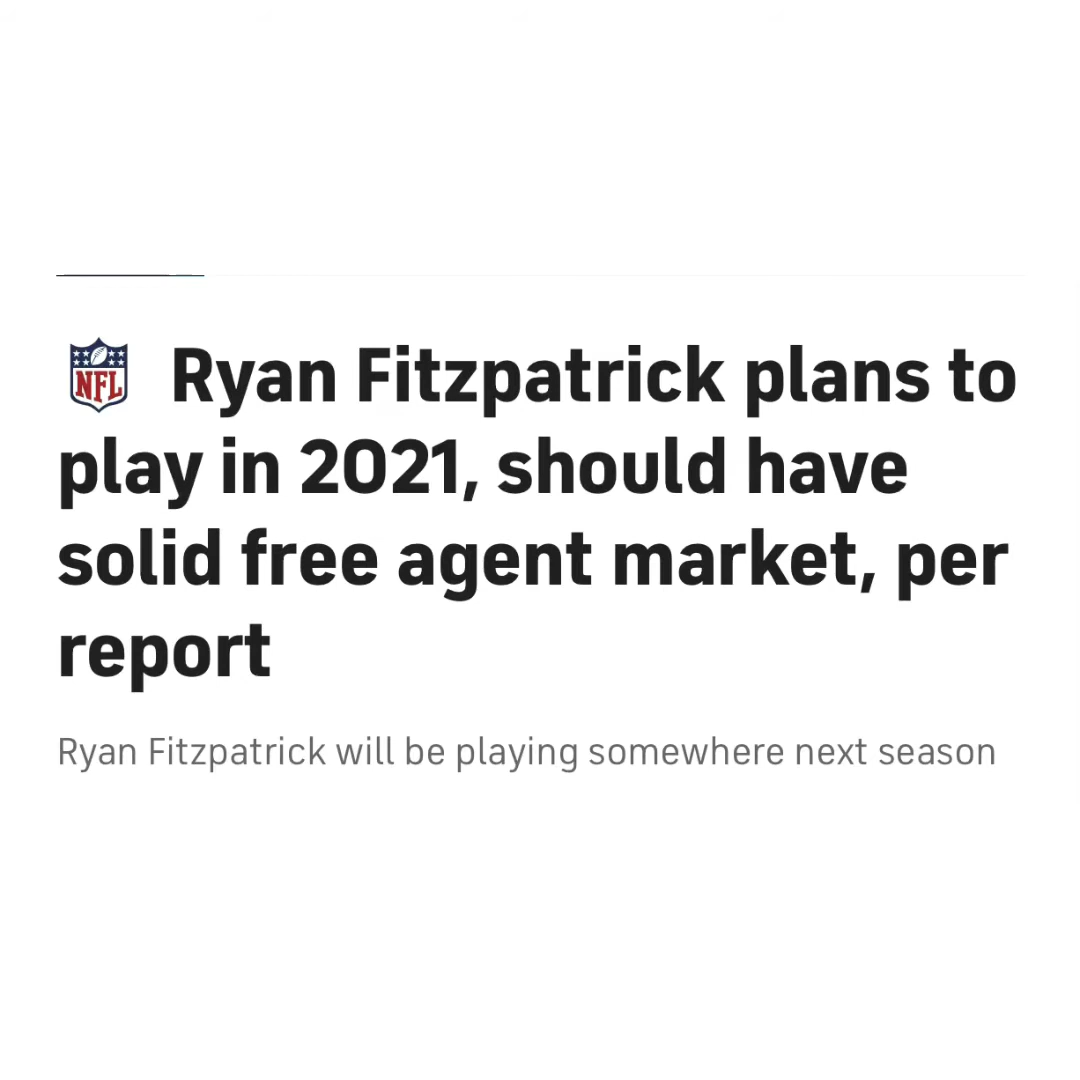 NFL Ryan Fitzpatrick plans to
play in 2021, should have
solid free agent market, per
report
Ryan Fitzpatrick will be playing somewhere next season